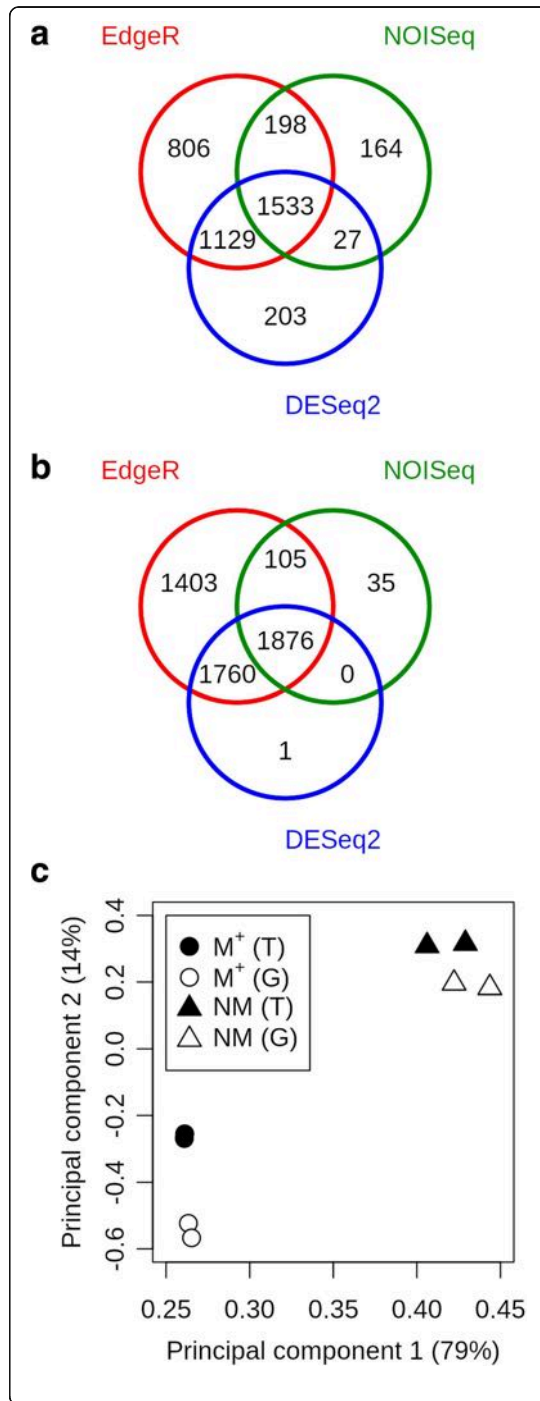 a
EdgeR NOISeq
198
806 164
1533
1129 27
203
DESeq2
b
EdgeR NOISeq
105
1403 35
1876
1760 0
1
DESeq2
c
Principal component 2 (14%)
0.4
0.2
0.0
-0.2
-0.4
-0.6
M+ (T)
M+ (G)
NM (T)
NM (G)
0.25 0.30 0.35 0.40 0.45
Principal component 1 (79%)